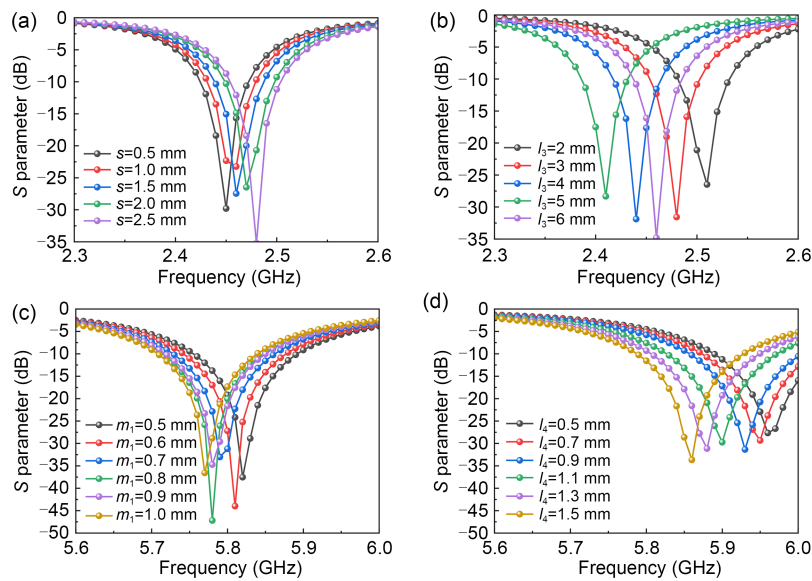 (a)
0
−5
−10
−15
−20
−25
−30
−35
S parameter (dB)
s=0.5 mm
s=1.0 mm
s=1.5 mm
s=2.0 mm
s=2.5 mm
2.3 2.4 2.5 2.6
Frequency (GHz)
(b)
0
−5
−10
−15
−20
−25
−30
−35
S parameter (dB)
l3=2 mm
l3=3 mm
l3=4 mm
l3=5 mm
l3=6 mm
2.3 2.4 2.5 2.6
Frequency (GHz)
(c)
0
−5
−10
−15
−20
−25
−30
−35
−40
−45
−50
S parameter (dB)
m1=0.5 mm
m1=0.6 mm
m1=0.7 mm
m1=0.8 mm
m1=0.9 mm
m1=1.0 mm
5.6 5.7 5.8 5.9 6.0
Frequency (GHz)
(d)
0
−5
−10
−15
−20
−25
−30
−35
−40
−45
−50
S parameter (dB)
l4=0.5 mm
l4=0.7 mm
l4=0.9 mm
l4=1.1 mm
l4=1.3 mm
l4=1.5 mm
5.6 5.7 5.8 5.9 6.0
Frequency (GHz)